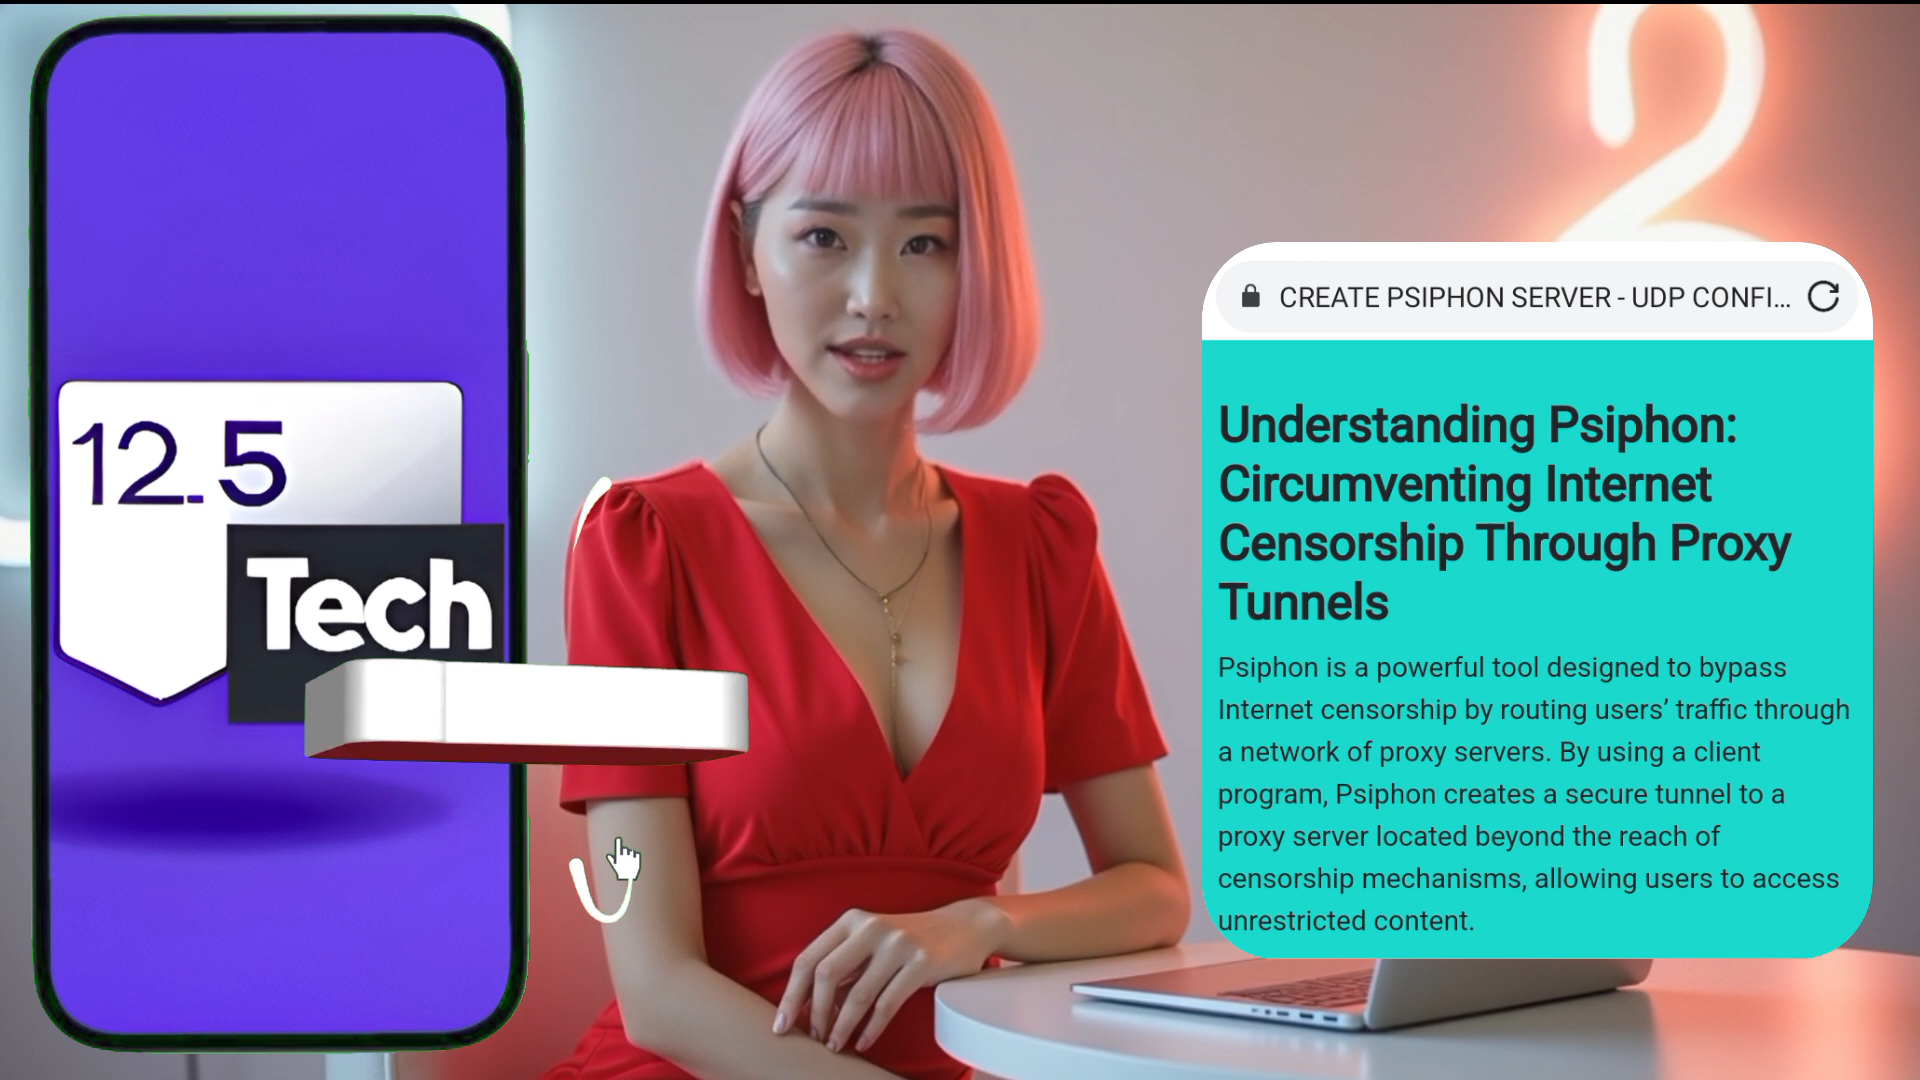 12.5
Tech
2
CREATE PSIPHON SERVER - UDP CONFI...
Understanding Psiphon:
Circumventing Internet
Censorship Through Proxy
Tunnels
Psiphon is a powerful tool designed to bypass
Internet censorship by routing users’ traffic through
a network of proxy servers. By using a client
program, Psiphon creates a secure tunnel to a
proxy server located beyond the reach of
censorship mechanisms, allowing users to access
unrestricted content.